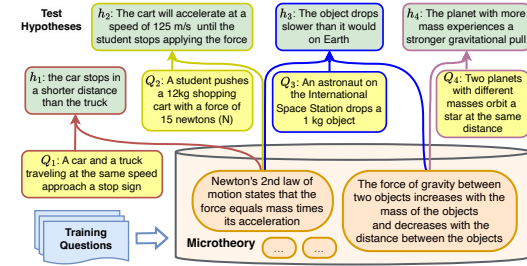 Test
Hypotheses
h₂: The cart will accelerate at a
speed of 125 m/s until the
student stops applying the force
h₃: The object drops
slower than it would
on Earth
h₄: The planet with more
mass experiences a
stronger gravitational pull
h₁: the car stops in
a shorter distance
than the truck
Q₂: A student pushes
a 12kg shopping
cart with a force of
15 newtons (N)
Q₃: An astronaut on
the International
Space Station drops a
1 kg object
Q₄: Two planets
with different
masses orbit a
star at the same
distance
Q₁: A car and a truck
traveling at the same speed
approach a stop sign
Newton's 2nd law of
motion states that the
force equals mass times
its acceleration
The force of gravity between
two objects increases with the
mass of the objects
and decreases with the
distance between the objects
Training
Questions
Microtheory
...
...